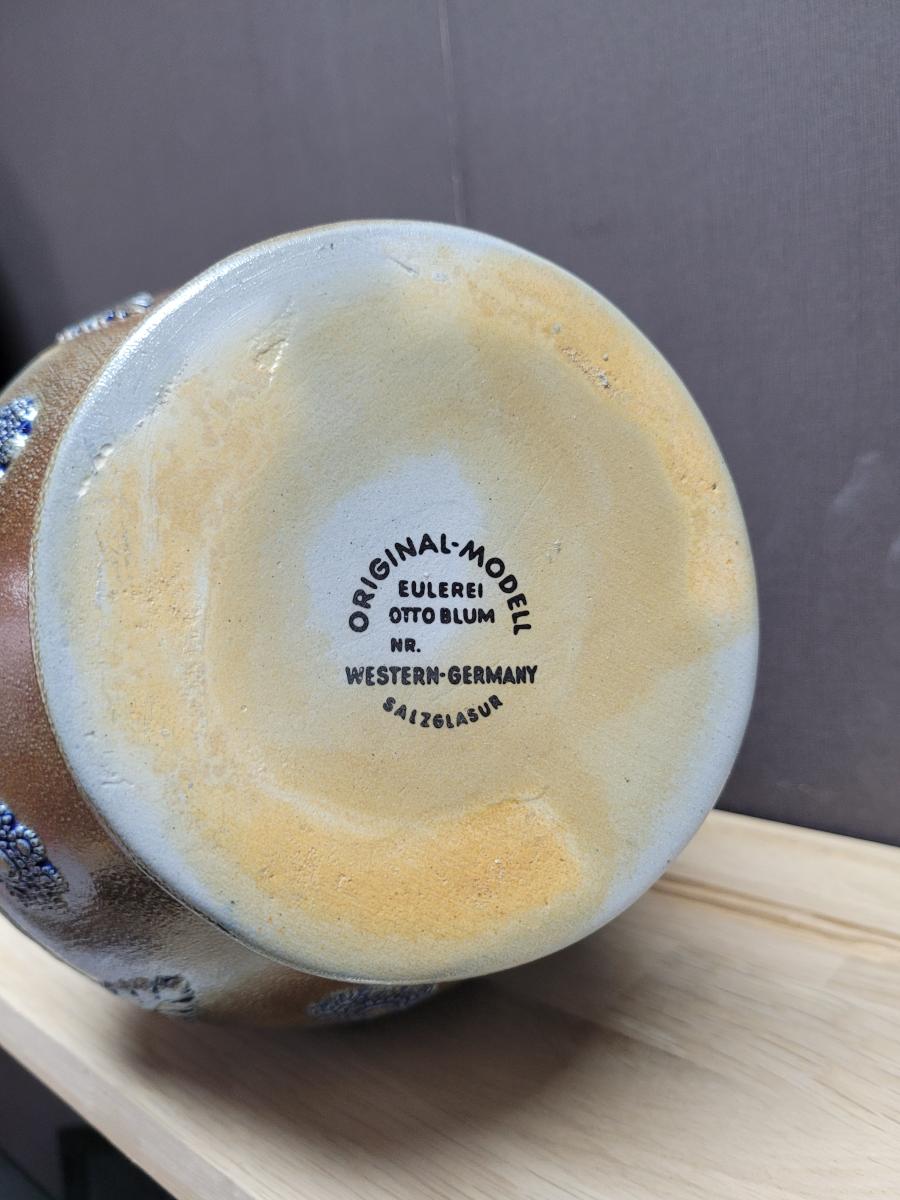 ORIGINAL-MODELL
EULEREI
OTTO BLUM
NR.
WESTERN-GERMANY
SALZGLASUR